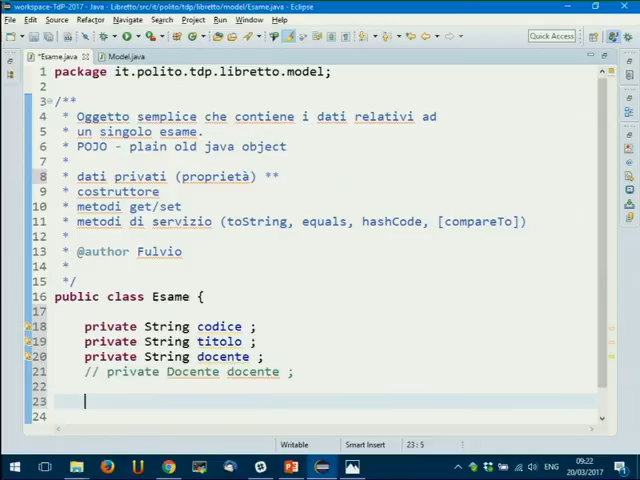 workspace-TdP-2017 - Java - Libretto/src/it/polito/tdp/libretto/model/Esame.java - Eclipse
File Edit Source Refactor Navigate Search Project Run Window Help
Quick Access
*Esame.java Model.java
1 package it.polito.tdp.libretto.model;
2
3 /**
4 * Oggetto semplice che contiene i dati relativi ad
5 * un singolo esame.
6 * POJO - plain old java object
7 *
8 * dati privati (proprietà) **
9 * costruttore
10 * metodi get/set
11 * metodi di servizio (toString, equals, hashCode, [compareTo])
12 *
13 * @author Fulvio
14 *
15 */
16 public class Esame {
17
18 private String codice ;
19 private String titolo ;
20 private String docente ;
21 // private Docente docente ;
22
23
24
Writable Smart Insert 23 : 5
ENG 09:22
20/03/2017